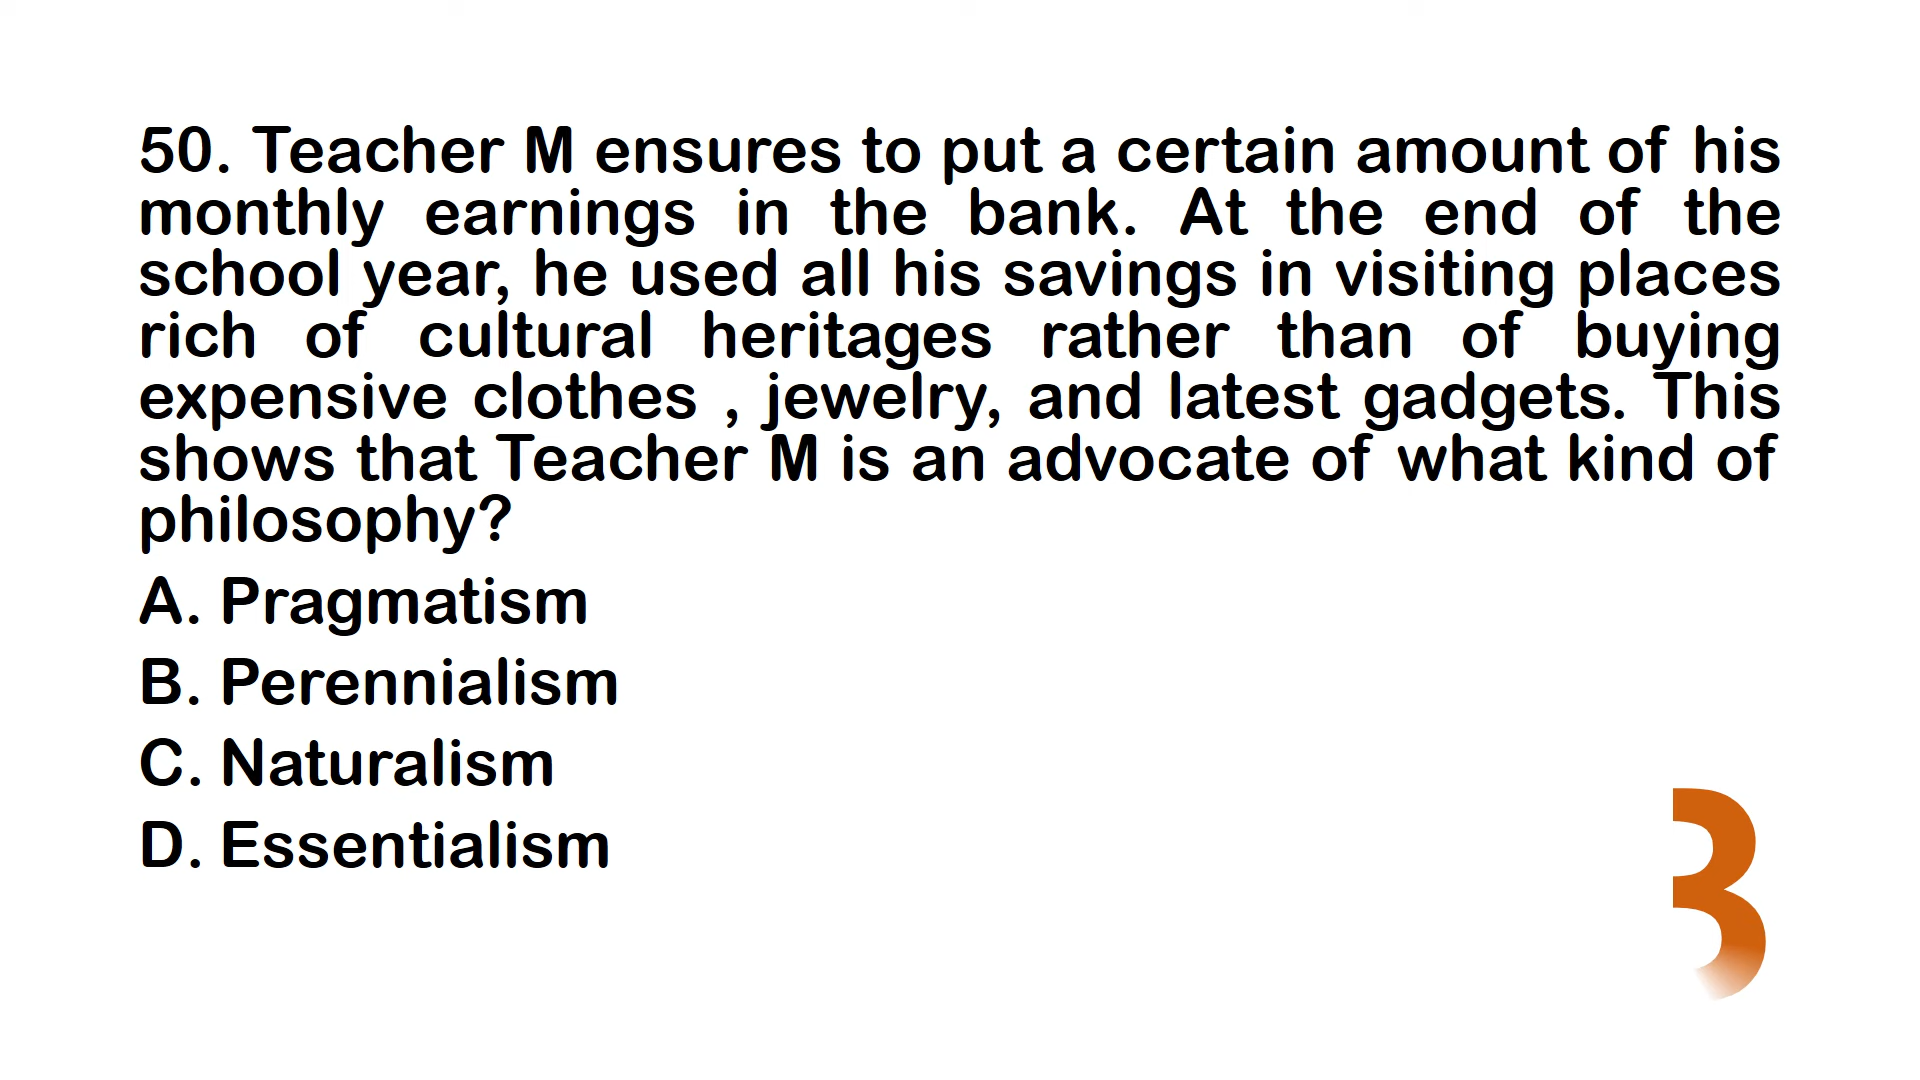 50. Teacher M ensures to put a certain amount of his
monthly earnings in the bank. At the end of the
school year, he used all his savings in visiting places
rich of cultural heritages rather than of buying
expensive clothes , jewelry, and latest gadgets. This
shows that Teacher M is an advocate of what kind of
philosophy?
A. Pragmatism
B. Perennialism
C. Naturalism
D. Essentialism
3